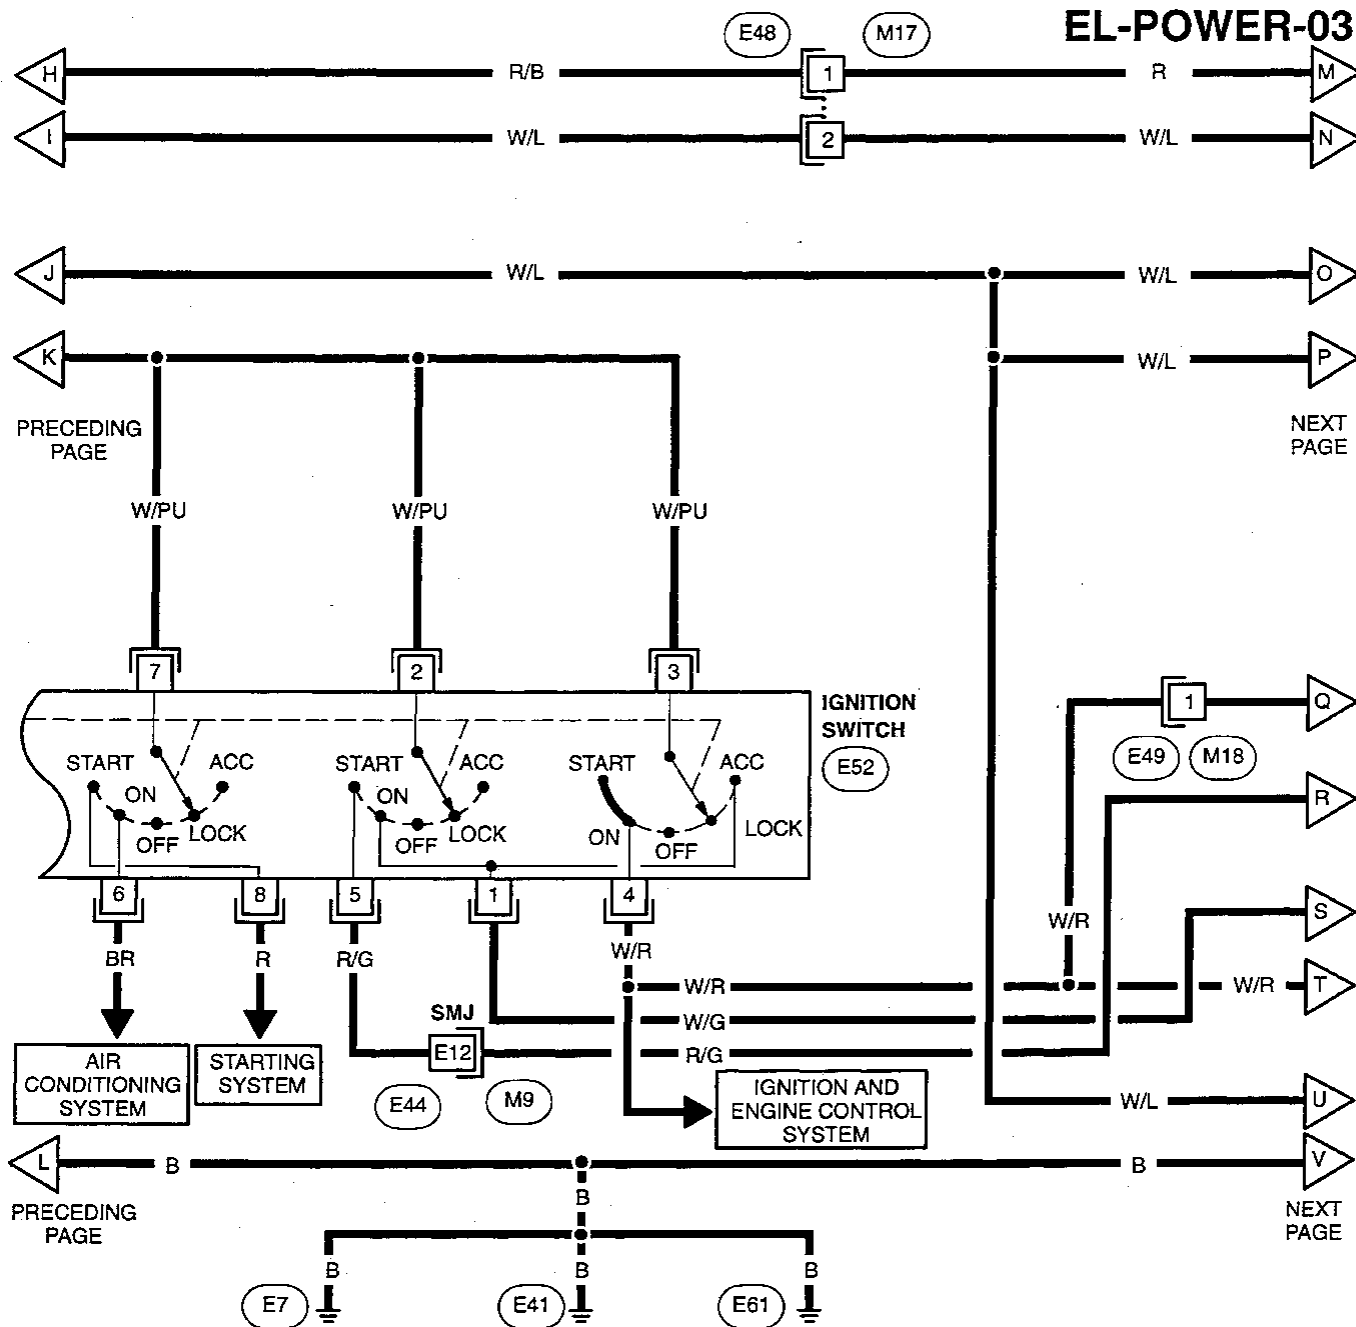 EL-POWER-03
E48 M17
H R/B 1 R M
I W/L 2 W/L N
J W/L W/L O
K W/L P
PRECEDING
PAGE
NEXT
PAGE
W/PU W/PU W/PU
7 2 3
IGNITION
SWITCH
E52
1 Q
E49 M18
START ACC START ACC START ACC
ON ON ON
OFF LOCK OFF LOCK OFF LOCK
R
6 8 5 1 4
S
BR R R/G W/R W/R
W/R W/R T
SMJ W/G
E12 R/G
AIR
CONDITIONING
SYSTEM
STARTING
SYSTEM
E44 M9
IGNITION AND
ENGINE CONTROL
SYSTEM
W/L U
L B B V
PRECEDING
PAGE
NEXT
PAGE
B
B B B
E7 E41 E61